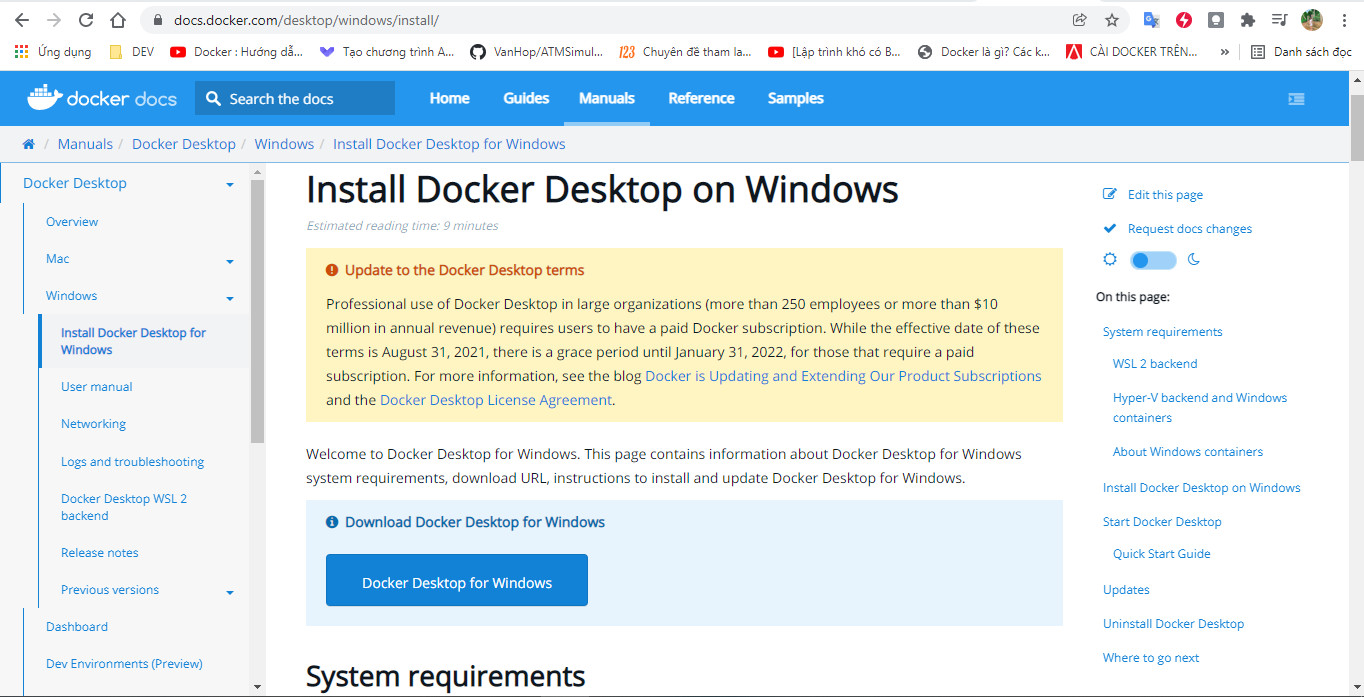 docs.docker.com/desktop/windows/install/
Ứng dụng
DEV
Docker : Hướng dẫ...
Tạo chương trình A...
VanHop/ATMSimul...
123
Chuyên đề tham la...
[Lập trình khó có B...
Docker là gì? Các k...
CÀI DOCKER TRÊN...
»
Danh sách đọc
docker docs
Search the docs
Home
Guides
Manuals
Reference
Samples
/ Manuals / Docker Desktop / Windows / Install Docker Desktop for Windows
Docker Desktop
Overview
Mac
Windows
Install Docker Desktop for
Windows
User manual
Networking
Logs and troubleshooting
Docker Desktop WSL 2
backend
Release notes
Previous versions
Dashboard
Dev Environments (Preview)
Install Docker Desktop on Windows
Estimated reading time: 9 minutes
Update to the Docker Desktop terms
Professional use of Docker Desktop in large organizations (more than 250 employees or more than $10
million in annual revenue) requires users to have a paid Docker subscription. While the effective date of these
terms is August 31, 2021, there is a grace period until January 31, 2022, for those that require a paid
subscription. For more information, see the blog Docker is Updating and Extending Our Product Subscriptions
and the Docker Desktop License Agreement.
Welcome to Docker Desktop for Windows. This page contains information about Docker Desktop for Windows
system requirements, download URL, instructions to install and update Docker Desktop for Windows.
Download Docker Desktop for Windows
Docker Desktop for Windows
System requirements
Edit this page
Request docs changes
On this page:
System requirements
WSL 2 backend
Hyper-V backend and Windows
containers
About Windows containers
Install Docker Desktop on Windows
Start Docker Desktop
Quick Start Guide
Updates
Uninstall Docker Desktop
Where to go next